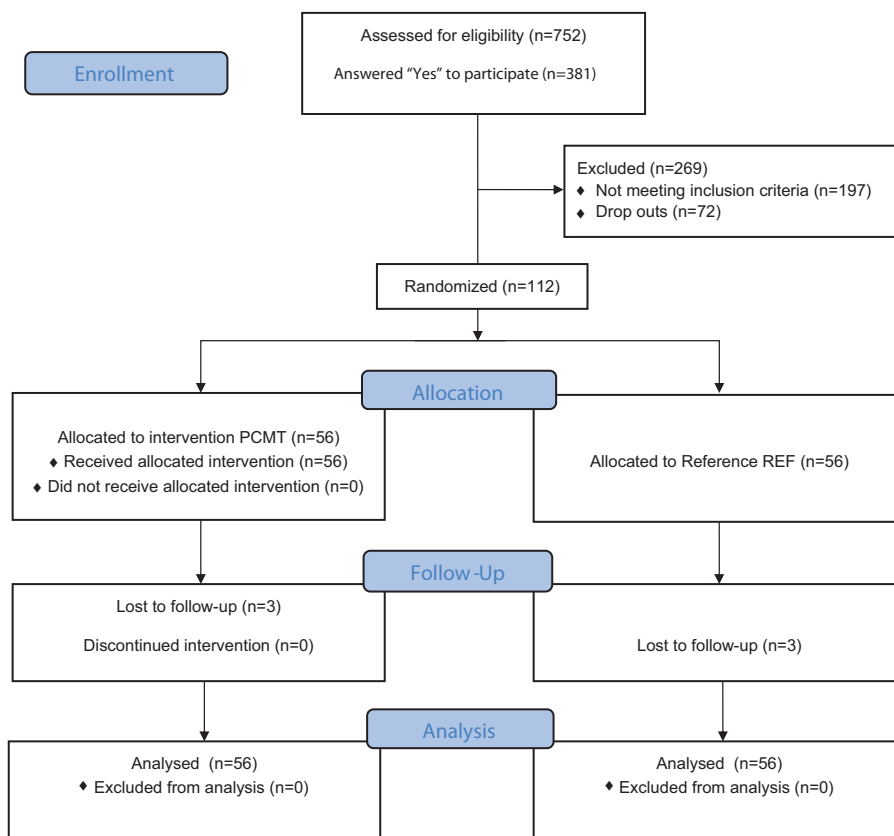 Assessed for eligibility (n=752)
Answered "Yes" to participate (n=381)
Enrollment
Excluded (n=269)
♦ Not meeting inclusion criteria (n=197)
♦ Drop outs (n=72)
Randomized (n=112)
Allocation
Allocated to intervention PCMT (n=56)
♦ Received allocated intervention (n=56)
♦ Did not receive allocated intervention (n=0)
Allocated to Reference REF (n=56)
Follow-Up
Lost to follow-up (n=3)
Discontinued intervention (n=0)
Lost to follow-up (n=3)
Analysis
Analysed (n=56)
♦ Excluded from analysis (n=0)
Analysed (n=56)
♦ Excluded from analysis (n=0)